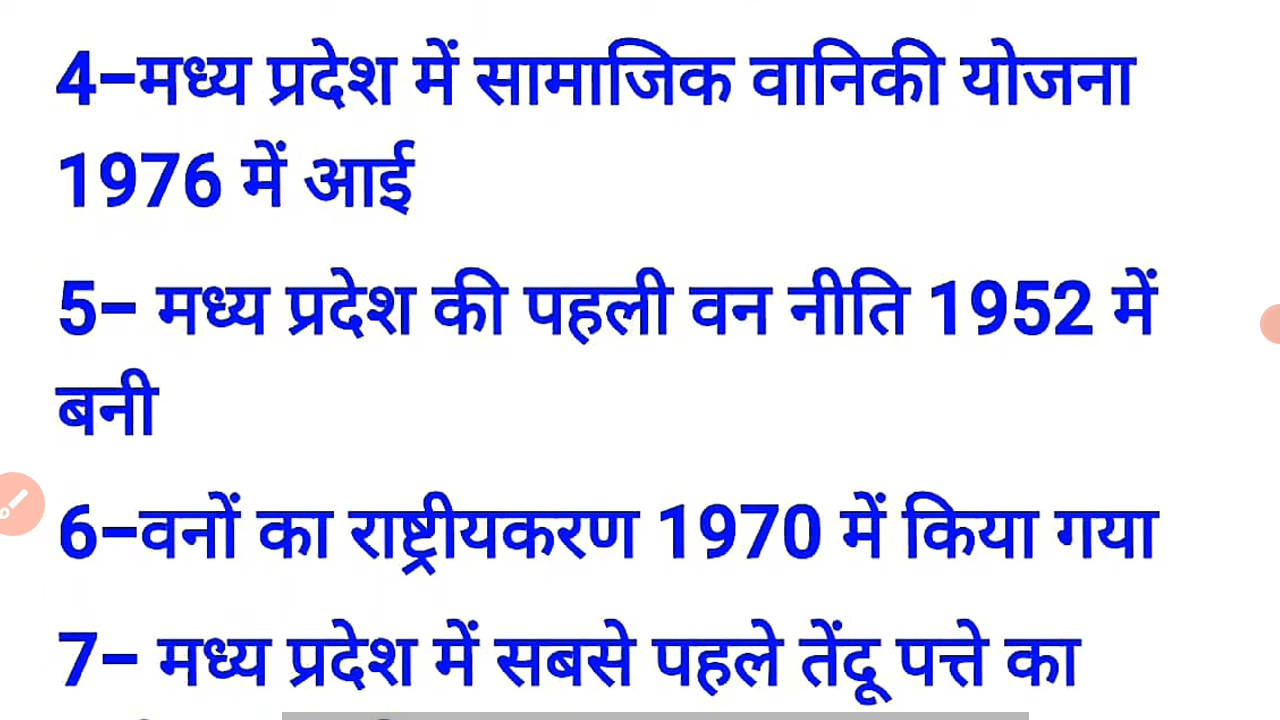 4–मध्य प्रदेश में सामाजिक वानिकी योजना
1976 में आई
5– मध्य प्रदेश की पहली वन नीति 1952 में
बनी
6–वनों का राष्ट्रीयकरण 1970 में किया गया
7– मध्य प्रदेश में सबसे पहले तेंदू पत्ते का